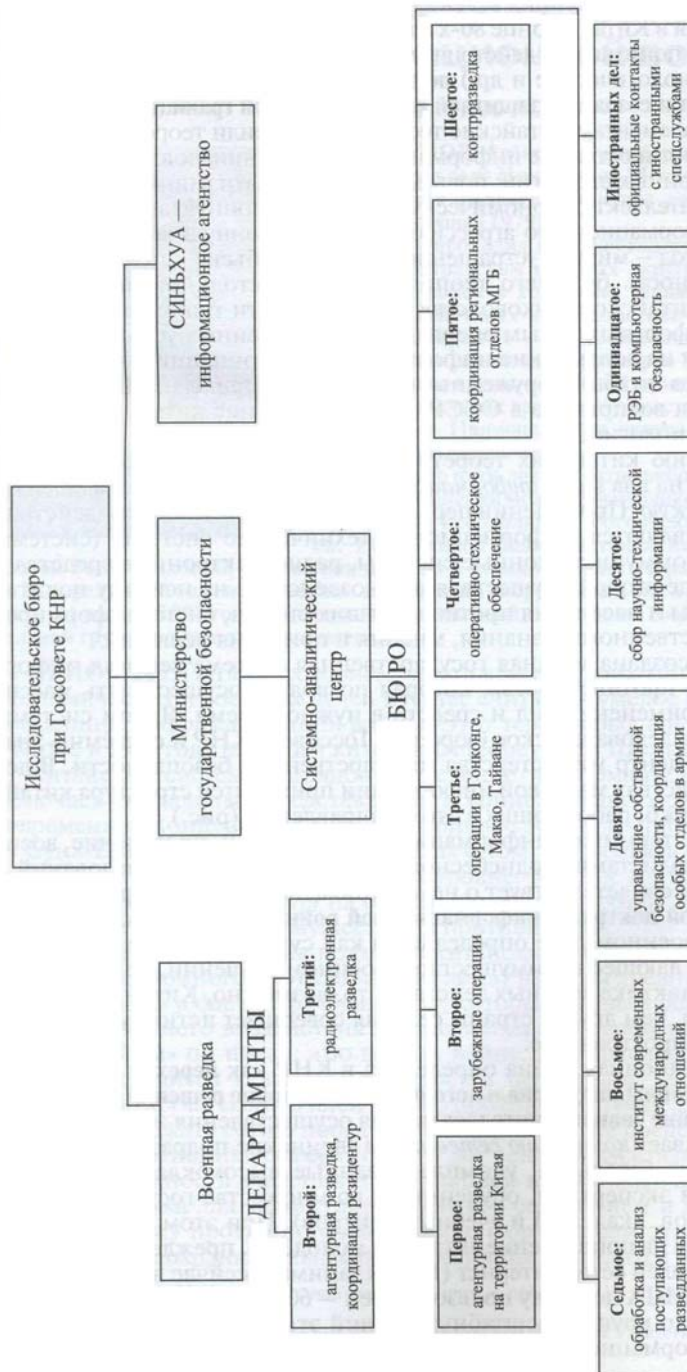 Исследовательское бюро
при Госсовете КНР
Военная разведка
Министерство
государственной безопасности
СИНЬХУА —
информационное агентство
ДЕПАРТАМЕНТЫ
Второй:
агентурная разведка,
координация резидентур
Третий:
радиоэлектронная
разведка
Системно-аналитический
центр
БЮРО
Первое:
агентурная разведка
на территории Китая
Второе:
зарубежные операции
Третье:
операции в Гонконге,
Макао, Тайване
Четвертое:
оперативно-техническое
обеспечение
Пятое:
координация региональных
отделов МГБ
Шестое:
контрразведка
Седьмое:
обработка и анализ
поступающих
разведданных
Восьмое:
институт современных
международных
отношений
Девятое:
управление собственной
безопасности, координация
особых отделов в армии
Десятое:
сбор научно-технической
информации
Одиннадцатое:
РЭБ и компьютерная
безопасность
Иностранных дел:
официальные контакты
с иностранными
спецслужбами